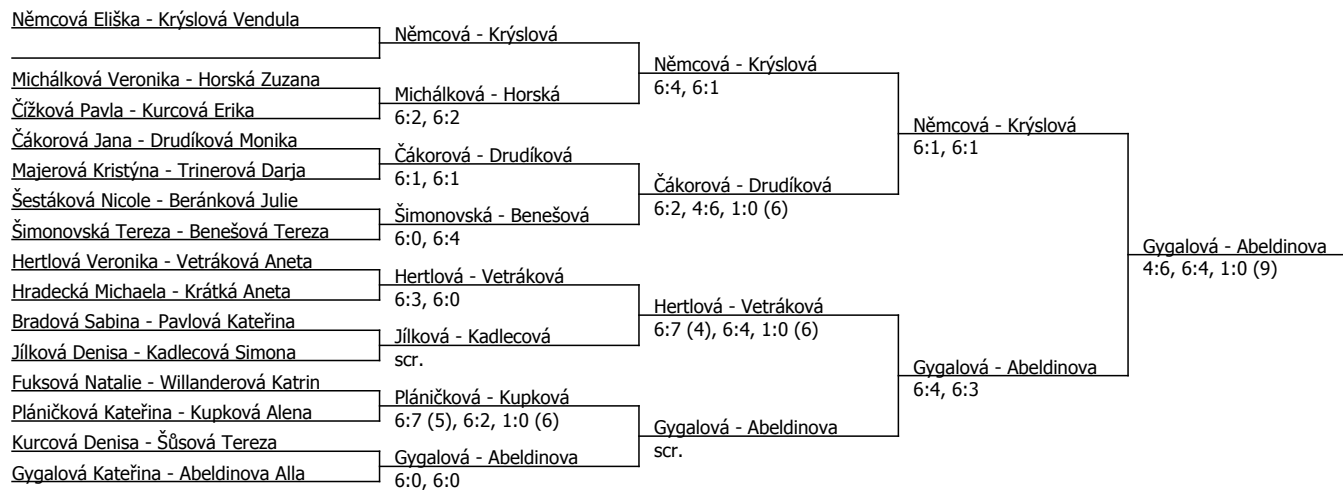 Němcová Eliška - Krýslová Vendula
Michálková Veronika - Horská Zuzana
Čížková Pavla - Kurcová Erika
Čákorová Jana - Drudíková Monika
Majerová Kristýna - Trinerová Darja
Šestáková Nicole - Beránková Julie
Šimonovská Tereza - Benešová Tereza
Hertlová Veronika - Vetráková Aneta
Hradecká Michaela - Krátká Aneta
Bradová Sabina - Pavlová Kateřina
Jílková Denisa - Kadlecová Simona
Fuksová Natalie - Willanderová Katrin
Pláničková Kateřina - Kupková Alena
Kurcová Denisa - Šůsová Tereza
Gygalová Kateřina - Abeldinova Alla
Němcová - Krýslová
Michálková - Horská
6:2, 6:2
Čákorová - Drudíková
6:1, 6:1
Šimonovská - Benešová
6:0, 6:4
Hertlová - Vetráková
6:3, 6:0
Jílková - Kadlecová
scr.
Pláničková - Kupková
6:7 (5), 6:2, 1:0 (6)
Gygalová - Abeldinova
6:0, 6:0
Němcová - Krýslová
6:4, 6:1
Čákorová - Drudíková
6:2, 4:6, 1:0 (6)
Hertlová - Vetráková
6:7 (4), 6:4, 1:0 (6)
Gygalová - Abeldinova
scr.
Němcová - Krýslová
6:1, 6:1
Gygalová - Abeldinova
6:4, 6:3
Gygalová - Abeldinova
4:6, 6:4, 1:0 (9)